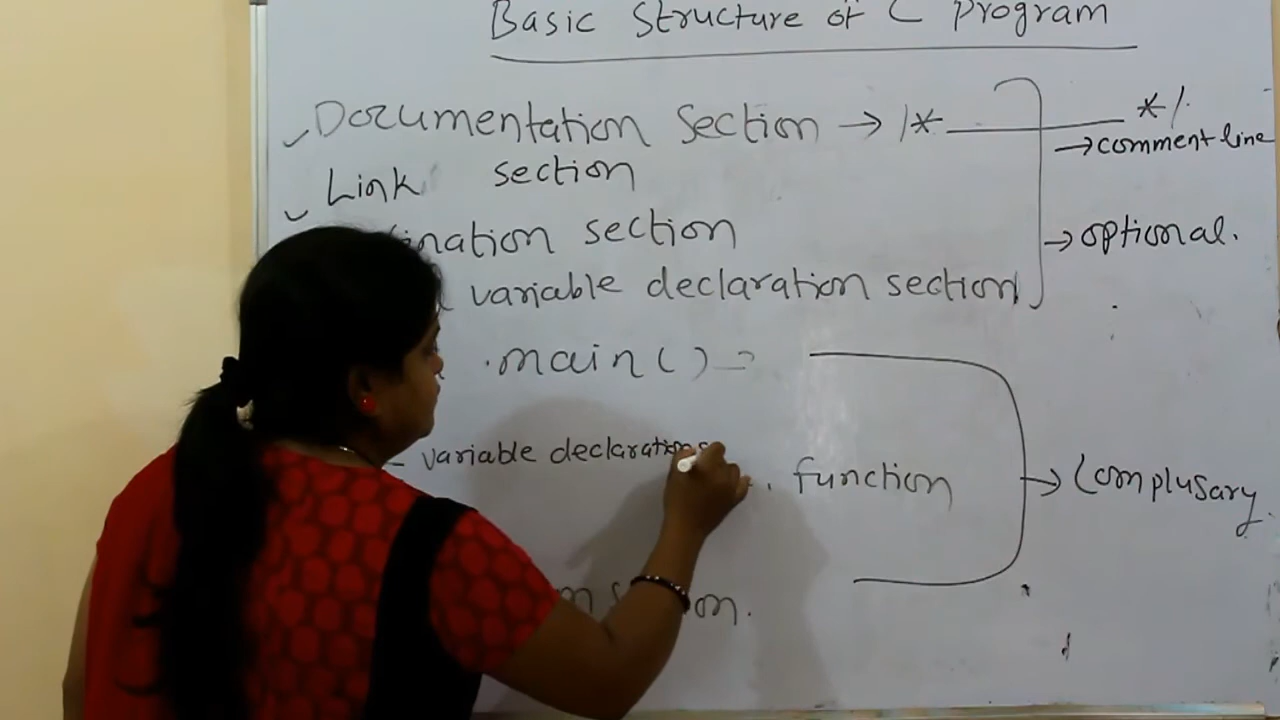 Basic Structure of C Program
Documentation Section → /* */
→ comment line
Link section
section
→ optional.
variable declaration section
main()
variable declaration
function
→ Complusary